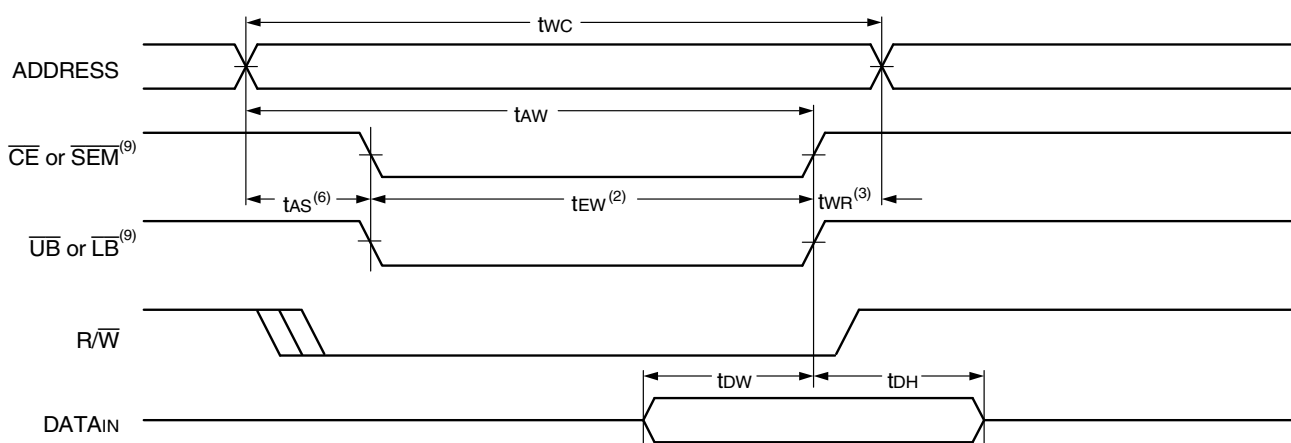 tWC
ADDRESS
tAW
CE or SEM(9)
tAS(6)
tEW(2)
tWR(3)
UB or LB(9)
R/W
tDW
tDH
DATAIN